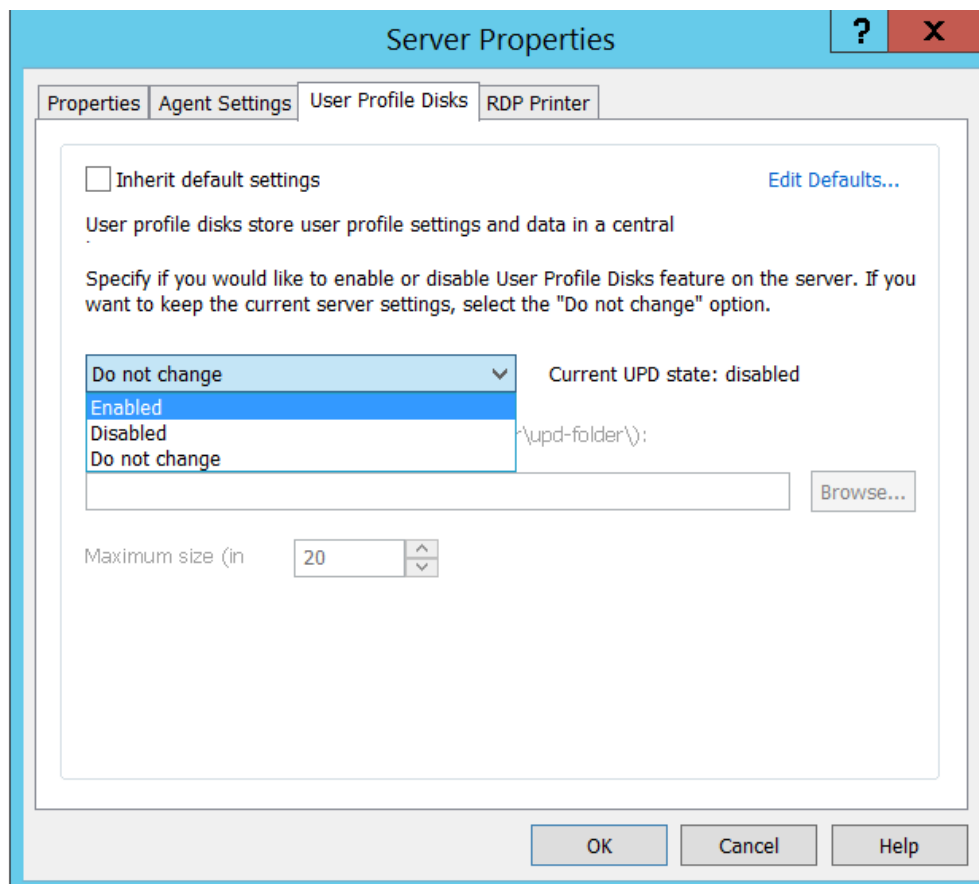 Server Properties
?
X
Properties
Agent Settings
User Profile Disks
RDP Printer
Inherit default settings
Edit Defaults...
User profile disks store user profile settings and data in a central
Specify if you would like to enable or disable User Profile Disks feature on the server. If you
want to keep the current server settings, select the "Do not change" option.
Do not change
Current UPD state: disabled
Enabled
Disabled
\upd-folder\):
Do not change
Browse...
Maximum size (in
20
OK
Cancel
Help